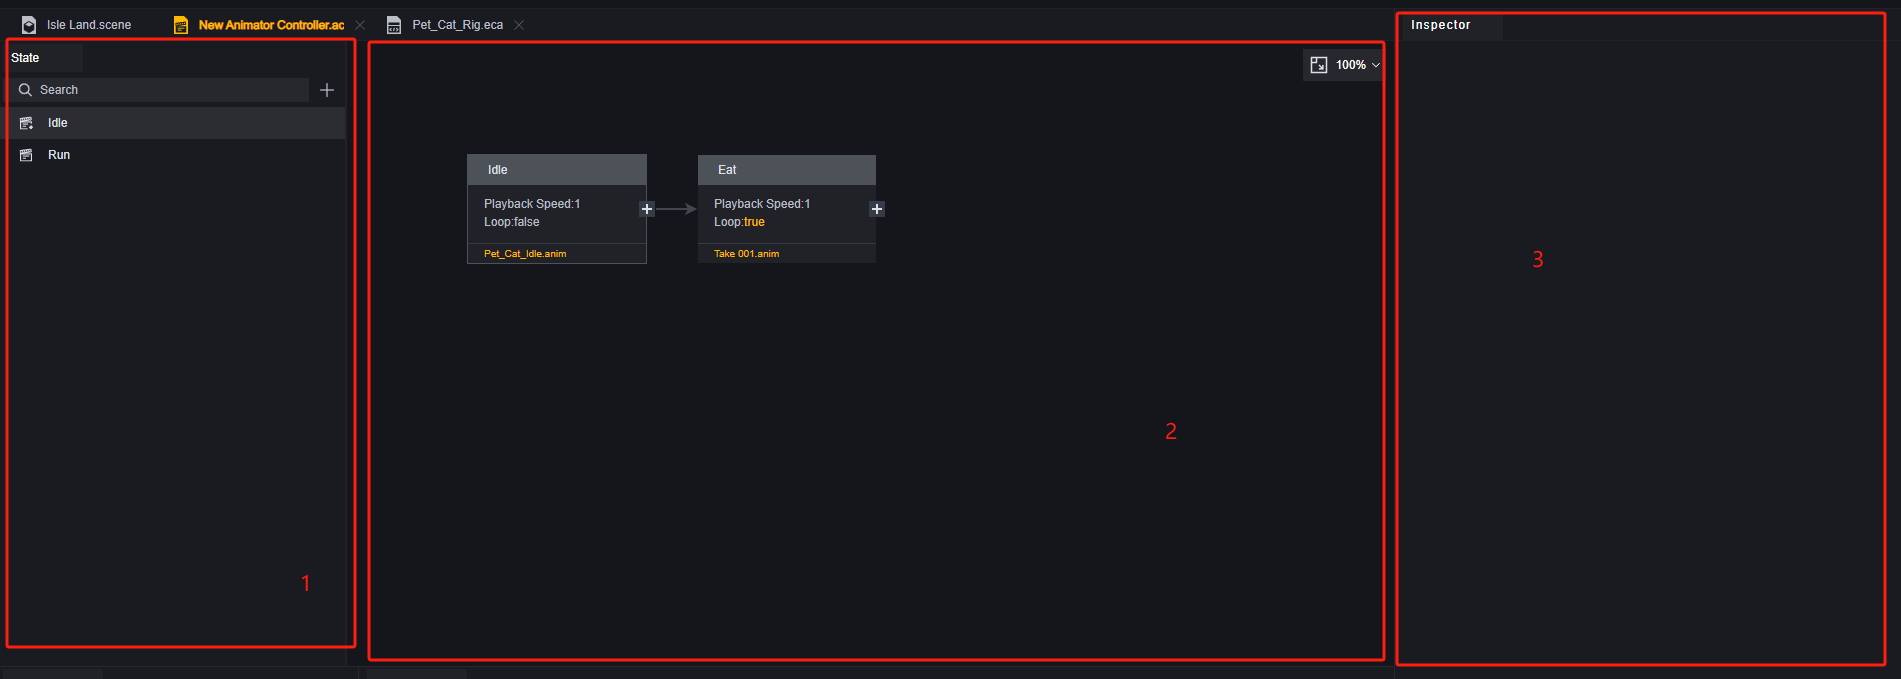 Isle Land.scene
New Animator Controller.ac
Pet_Cat_Rig.eca
Inspector
State
Search
Idle
Run
100%
Idle
Playback Speed:1
Loop:false
Pet_Cat_Idle.anim
Eat
Playback Speed:1
Loop:true
Take 001.anim
1
2
3